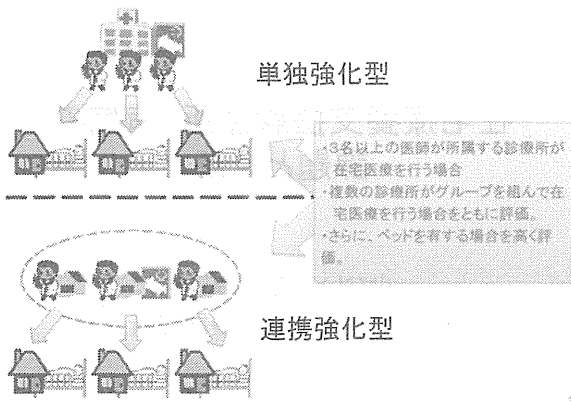 単独強化型
・3名以上の医師が所属する診療所が
在宅医療を行う場合
・複数の診療所がグループを組んで在
宅医療を行う場合をともに評価。
・さらに、ベッドを有する場合を高く評
価。
連携強化型